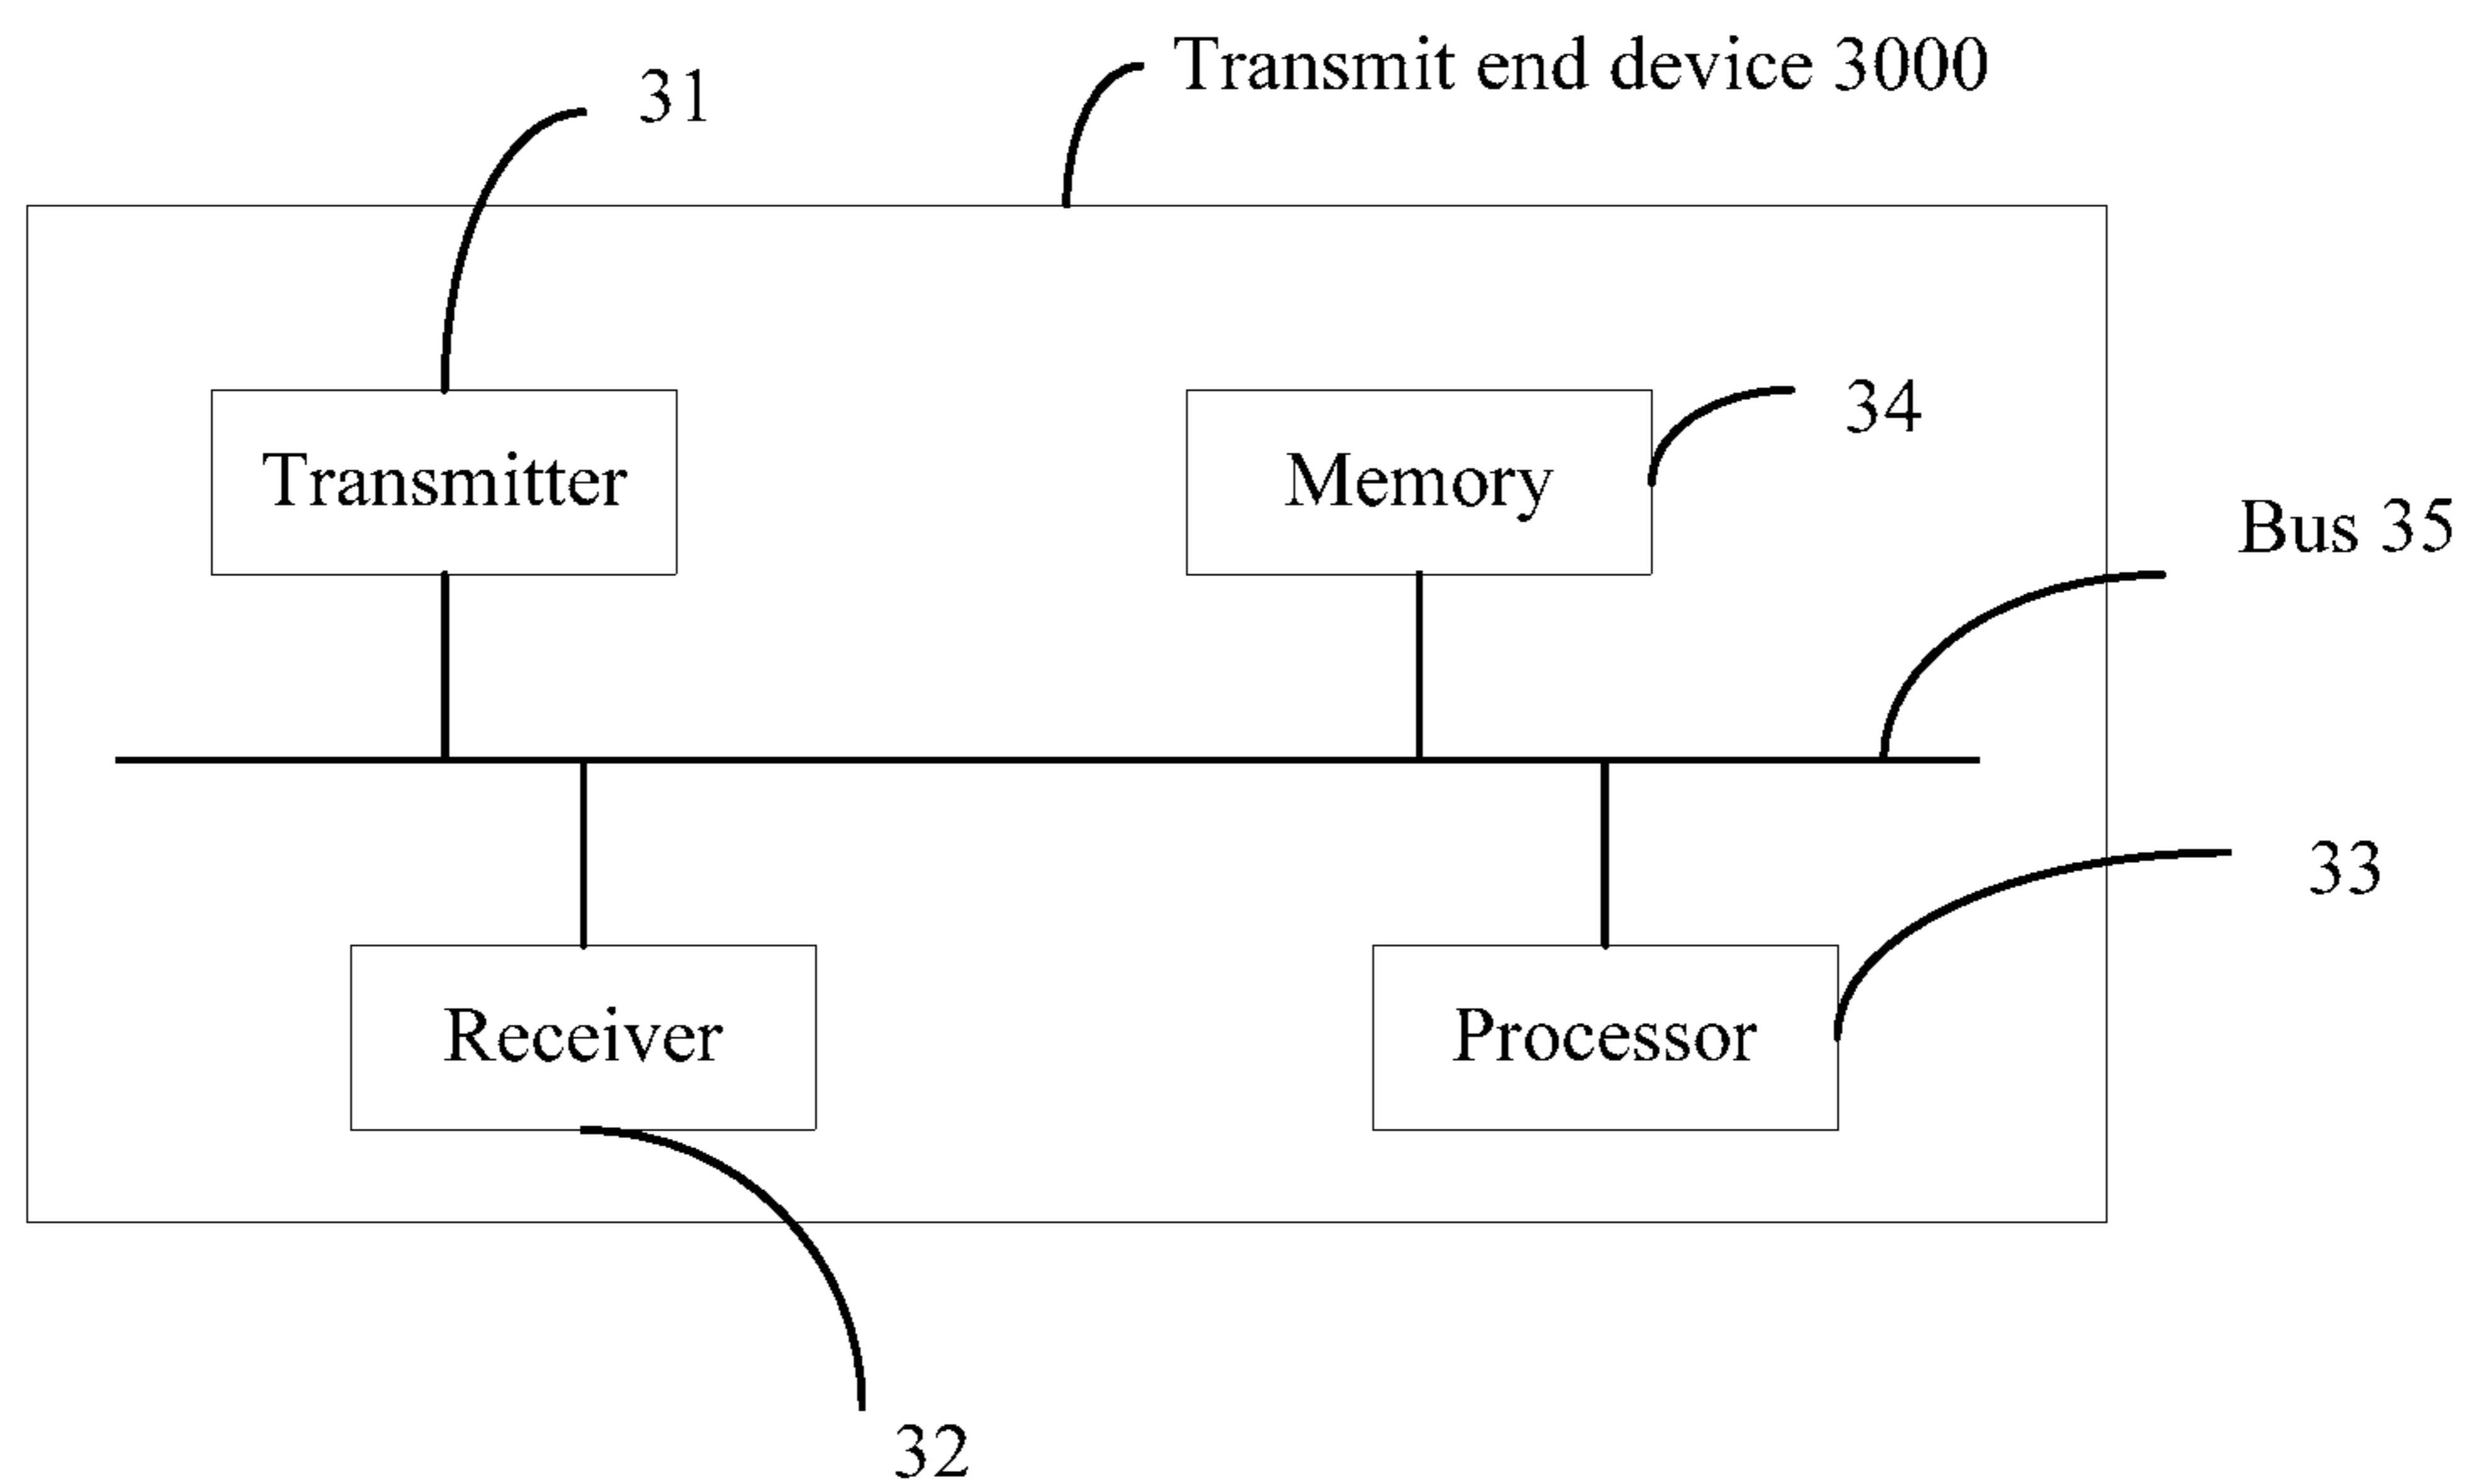 Transmit end device 3000
31
34
Transmitter
Memory
Bus 35
33
Receiver
Processor
32